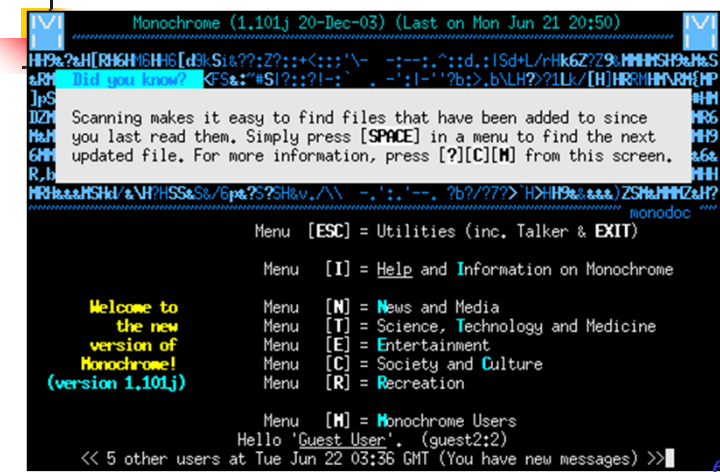 Monochrome (1.101j 20-Dec-03) (Last on Mon Jun 21 20:50)
Did you know?
Scanning makes it easy to find files that have been added to since
you last read them. Simply press [SPACE] in a menu to find the next
updated file. For more information, press [?][C][M] from this screen.
monodoc
Menu [ESC] = Utilities (inc. Talker & EXIT)
Menu [I] = Help and Information on Monochrome
Welcome to
the new
version of
Monochrome!
(version 1.101j)
Menu [N] = News and Media
Menu [T] = Science, Technology and Medicine
Menu [E] = Entertainment
Menu [C] = Society and Culture
Menu [R] = Recreation
Menu [M] = Monochrome Users
Hello 'Guest User'. (guest2:2)
<< 5 other users at Tue Jun 22 03:36 GMT (You have new messages) >>